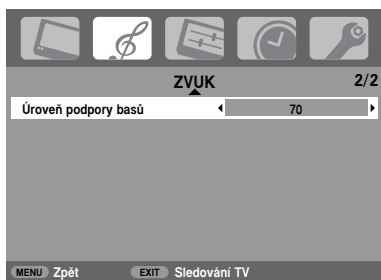 ZVUK 2/2
Úroveň podpory basů 70
MENU Zpět EXIT Sledování TV